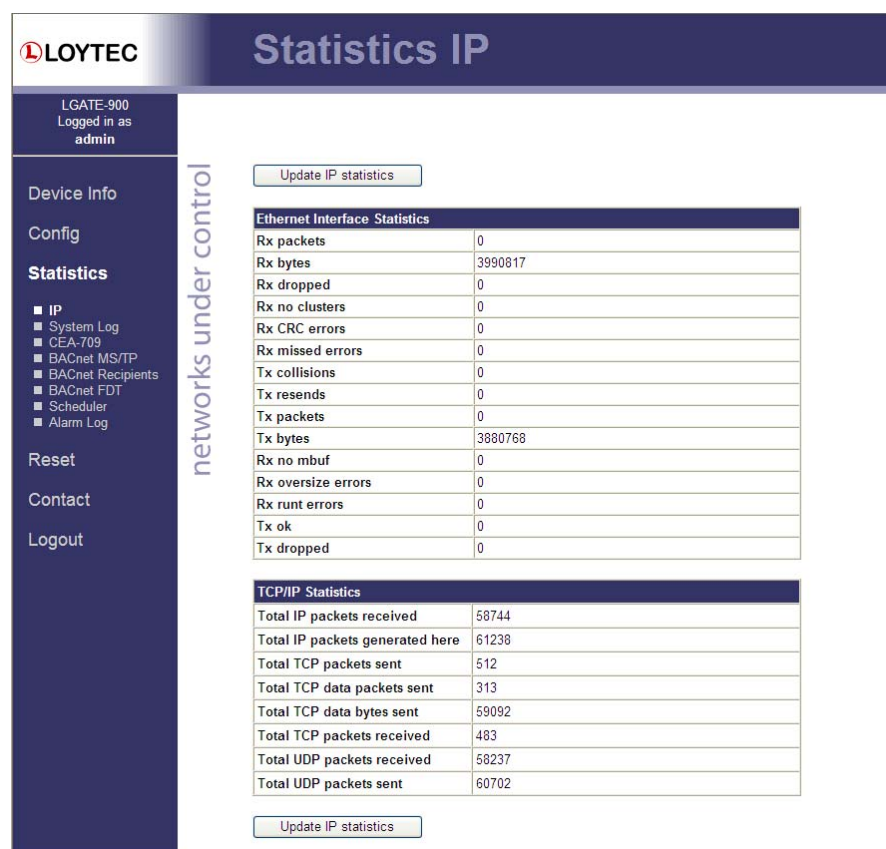 LOYTEC
Statistics IP
LGATE-900
Logged in as
admin
Device Info
Config
Statistics
IP
System Log
CEA-709
BACnet MS/TP
BACnet Recipients
BACnet FDT
Scheduler
Alarm Log
Reset
Contact
Logout
networks under control
Update IP statistics
Ethernet Interface Statistics
Rx packets 0
Rx bytes 3990817
Rx dropped 0
Rx no clusters 0
Rx CRC errors 0
Rx missed errors 0
Tx collisions 0
Tx resends 0
Tx packets 0
Tx bytes 3880768
Rx no mbuf 0
Rx oversize errors 0
Rx runt errors 0
Tx ok 0
Tx dropped 0
TCP/IP Statistics
Total IP packets received 58744
Total IP packets generated here 61238
Total TCP packets sent 512
Total TCP data packets sent 313
Total TCP data bytes sent 59092
Total TCP packets received 483
Total UDP packets received 58237
Total UDP packets sent 60702
Update IP statistics